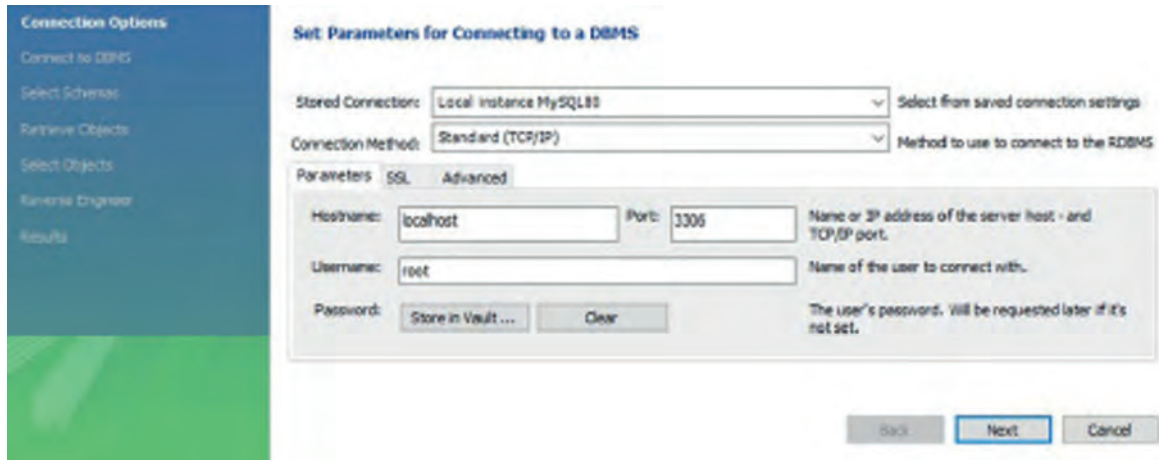 Connection Options
Connect to DBMS
Select Schemas
Retrieve Objects
Select Objects
Reverse Engineer
Results
Set Parameters for Connecting to a DBMS
Stored Connection: Local instance MySQL80 Select from saved connection settings
Connection Method: Standard (TCP/IP) Method to use to connect to the RDBMS
Parameters SSL Advanced
Hostname: localhost Port: 3306 Name or IP address of the server host - and
TCP/IP port.
Username: root Name of the user to connect with.
Password: Store in Vault ... Clear The user's password. Will be requested later if it's
not set.
Back Next Cancel